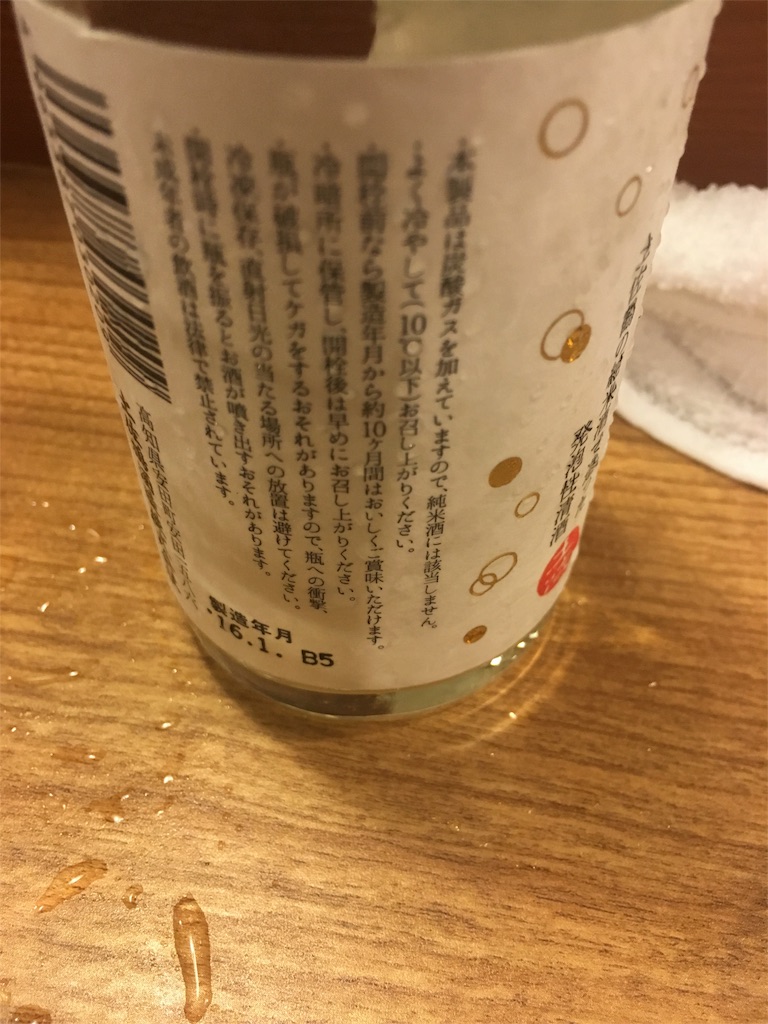 発泡性清酒
・本製品は炭酸ガスを加えていますので、純米酒には該当しません。
・よく冷やして(10℃以下)お召し上がりください。
・開栓前なら製造年月から約10ヶ月間はおいしくご賞味いただけます。
・冷暗所に保管し、開栓後は早めにお召し上がりください。
・瓶が破損してケガをするおそれがありますので、瓶への衝撃、
冷凍保存、直射日光の当たる場所への放置は避けてください。
・開栓時に瓶を振るとお酒が噴き出すおそれがあります。
・未成年者の飲酒は法律で禁止されています。
高知県安田町安田
製造年月
'16.1. B5